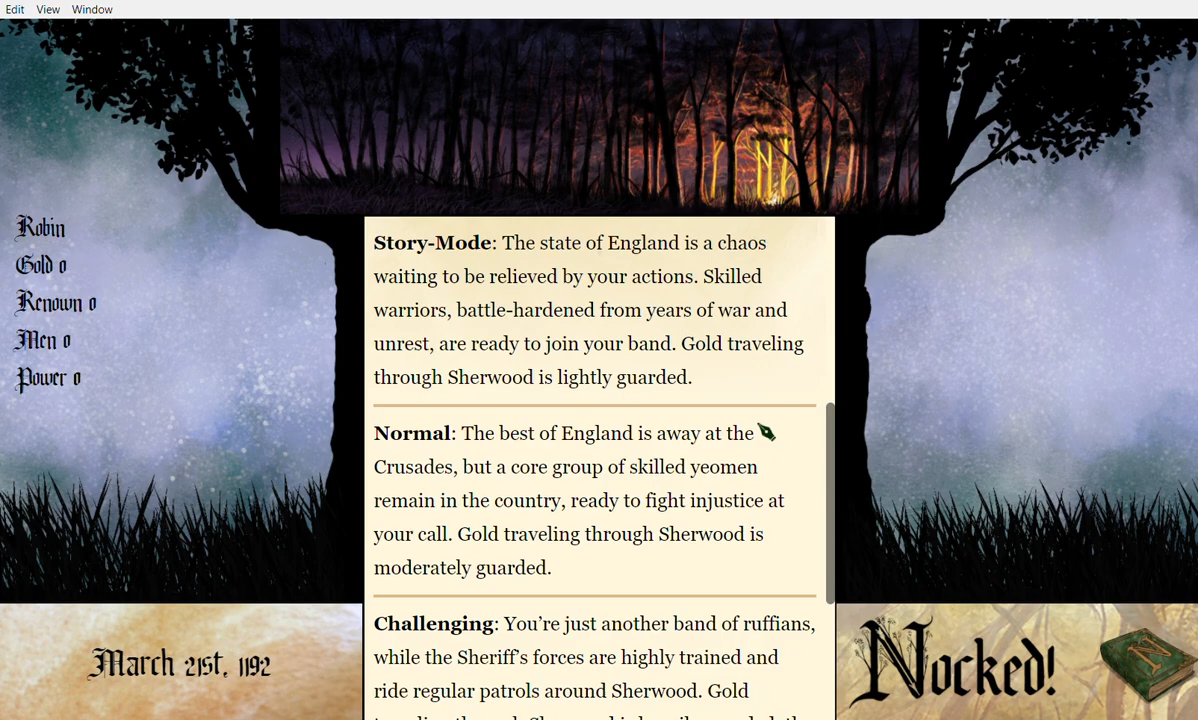 Edit View Window
Robin
Gold 0
Renown 0
Men 0
Power 0
Story-Mode: The state of England is a chaos
waiting to be relieved by your actions. Skilled
warriors, battle-hardened from years of war and
unrest, are ready to join your band. Gold traveling
through Sherwood is lightly guarded.
Normal: The best of England is away at the
Crusades, but a core group of skilled yeomen
remain in the country, ready to fight injustice at
your call. Gold traveling through Sherwood is
moderately guarded.
Challenging: You’re just another band of ruffians,
while the Sheriff’s forces are highly trained and
ride regular patrols around Sherwood. Gold
March 21st, 1192
Nocked!
N